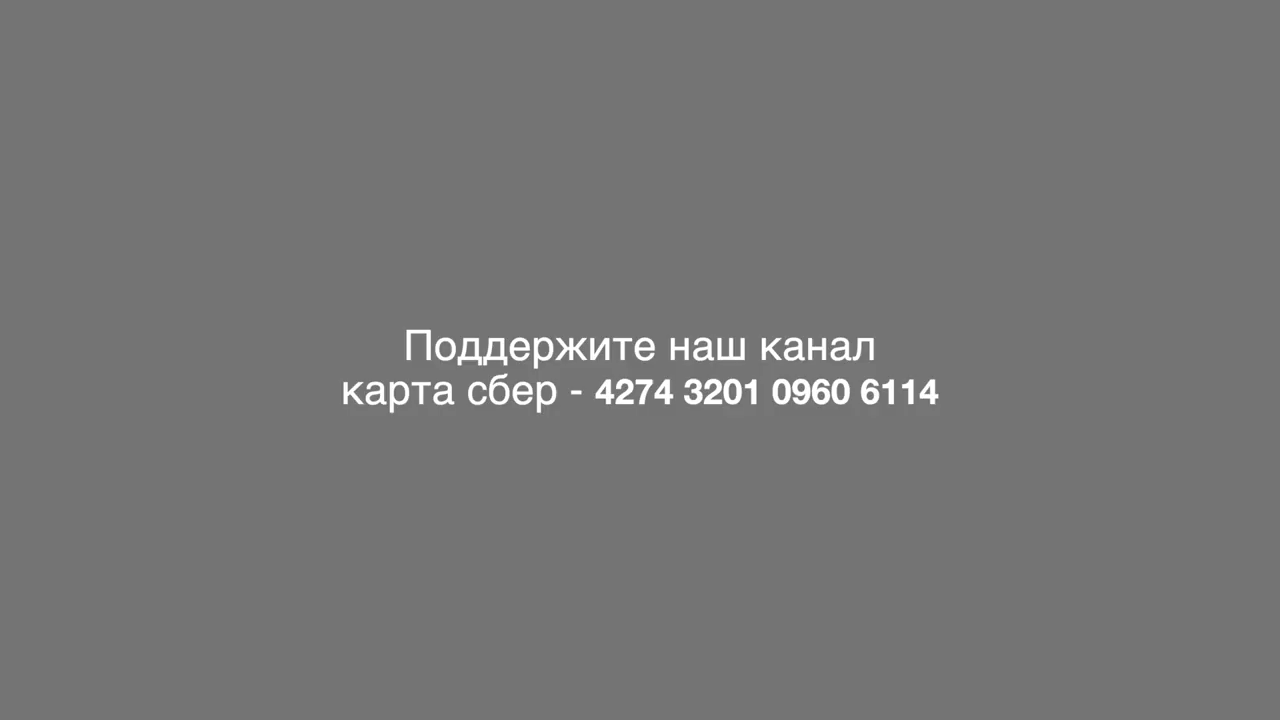 Поддержите наш канал
карта сбер - 4274 3201 0960 6114